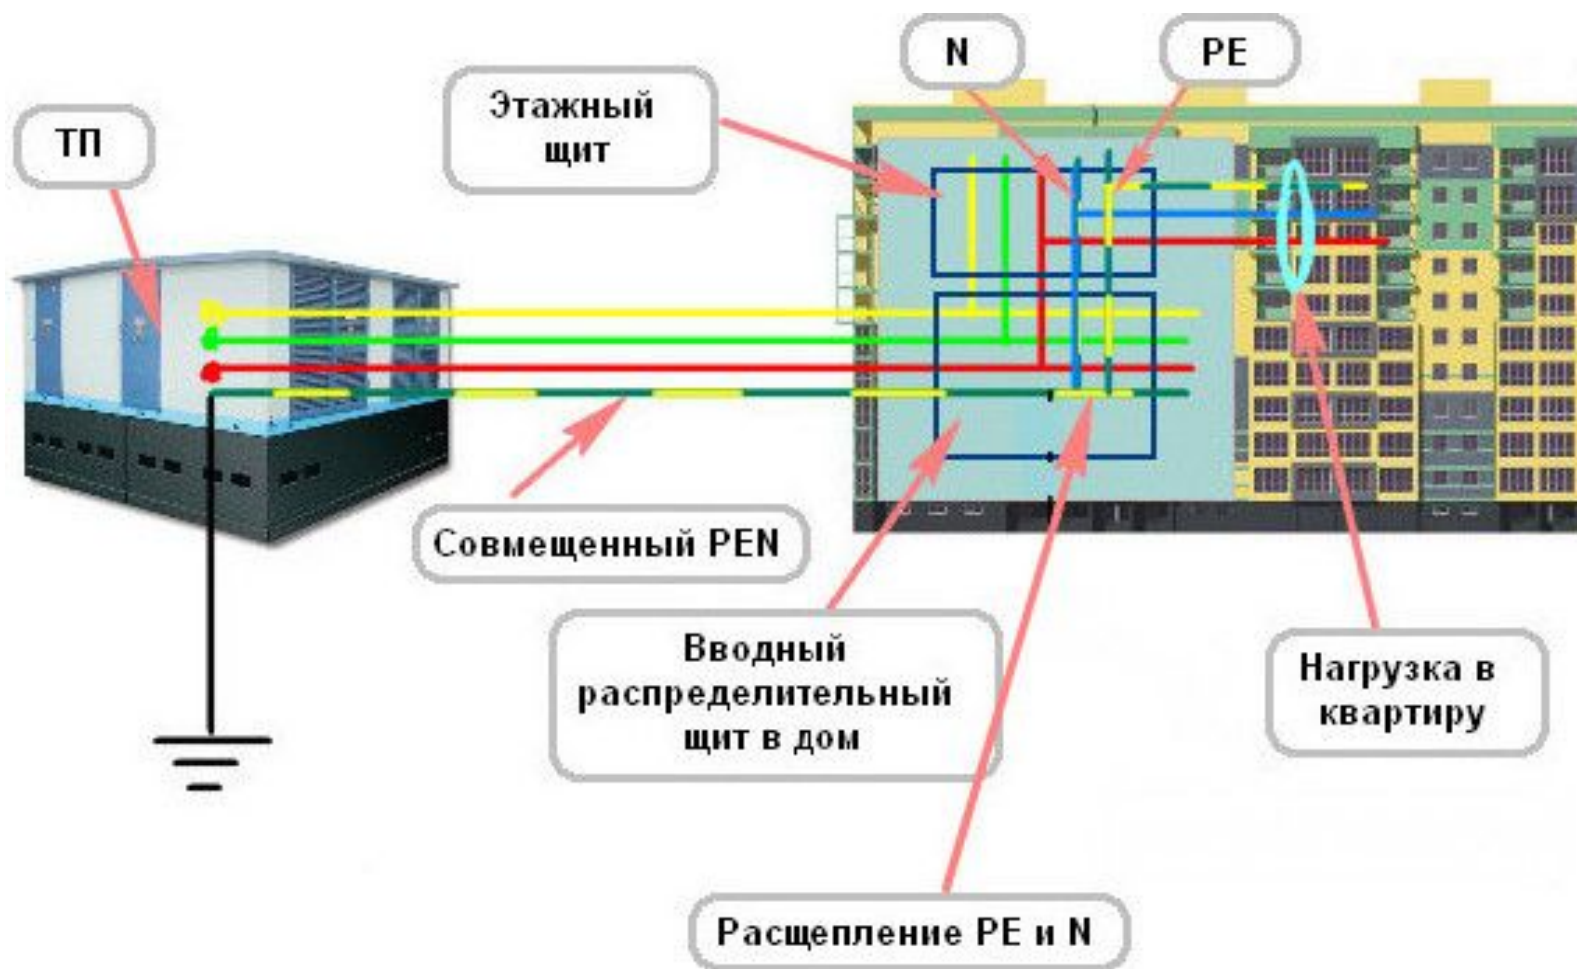 N
PE
Этажный
щит
ТП
Совмещенный PEN
Вводный
распределительный
щит в дом
Нагрузка в
квартиру
Расщепление PE и N